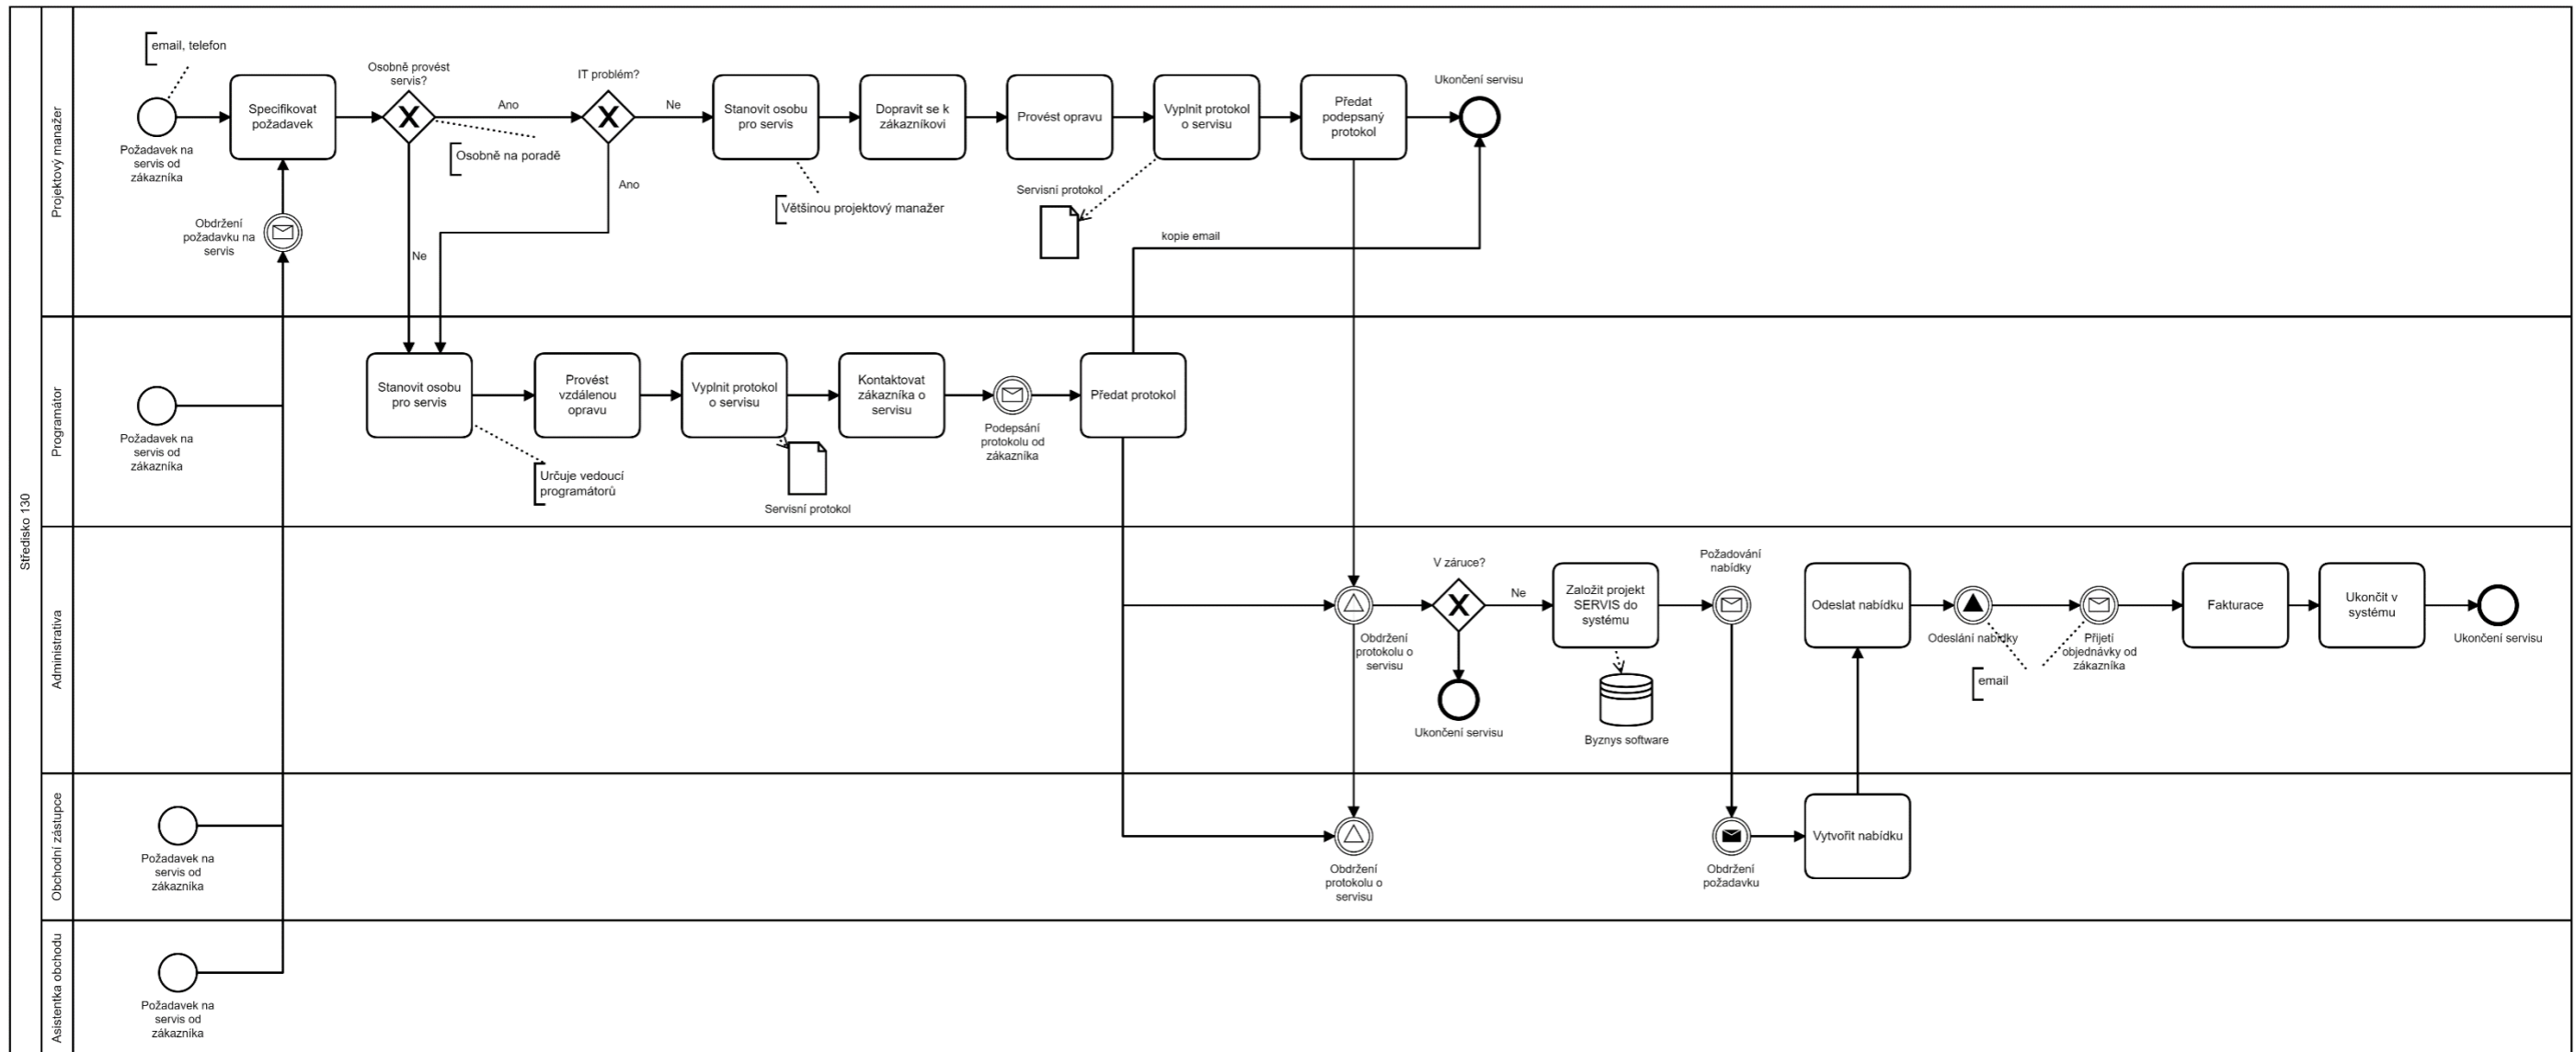 Středisko 130
Projektový manažer
email, telefon
Požadavek na
servis od
zákazníka
Specifikovat
požadavek
Obdržení
požadavku na
servis
Osobně provést
servis?
Ano
Osobně na poradě
Ne
IT problém?
Ne
Ano
Stanovit osobu
pro servis
Většinou projektový manažer
Dopravit se k
zákazníkovi
Provést opravu
Vyplnit protokol
o servisu
Servisní protokol
Předat
podepsaný
protokol
Ukončení servisu
kopie email
Programátor
Požadavek na
servis od
zákazníka
Stanovit osobu
pro servis
Určuje vedoucí
programátorů
Provést
vzdálenou
opravu
Vyplnit protokol
o servisu
Servisní protokol
Kontaktovat
zákazníka o
servisu
Podepsání
protokolu od
zákazníka
Předat protokol
Administrativa
Obdržení
protokolu o
servisu
V záruce?
Ne
Ukončení servisu
Založit projekt
SERVIS do
systému
Byznys software
Požadování
nabídky
Odeslat nabídku
Odeslání nabídky
email
Přijetí
objednávky od
zákazníka
Fakturace
Ukončit v
systému
Ukončení servisu
Obchodní zástupce
Požadavek na
servis od
zákazníka
Obdržení
protokolu o
servisu
Obdržení
požadavku
Vytvořit nabídku
Asistentka obchodu
Požadavek na
servis od
zákazníka